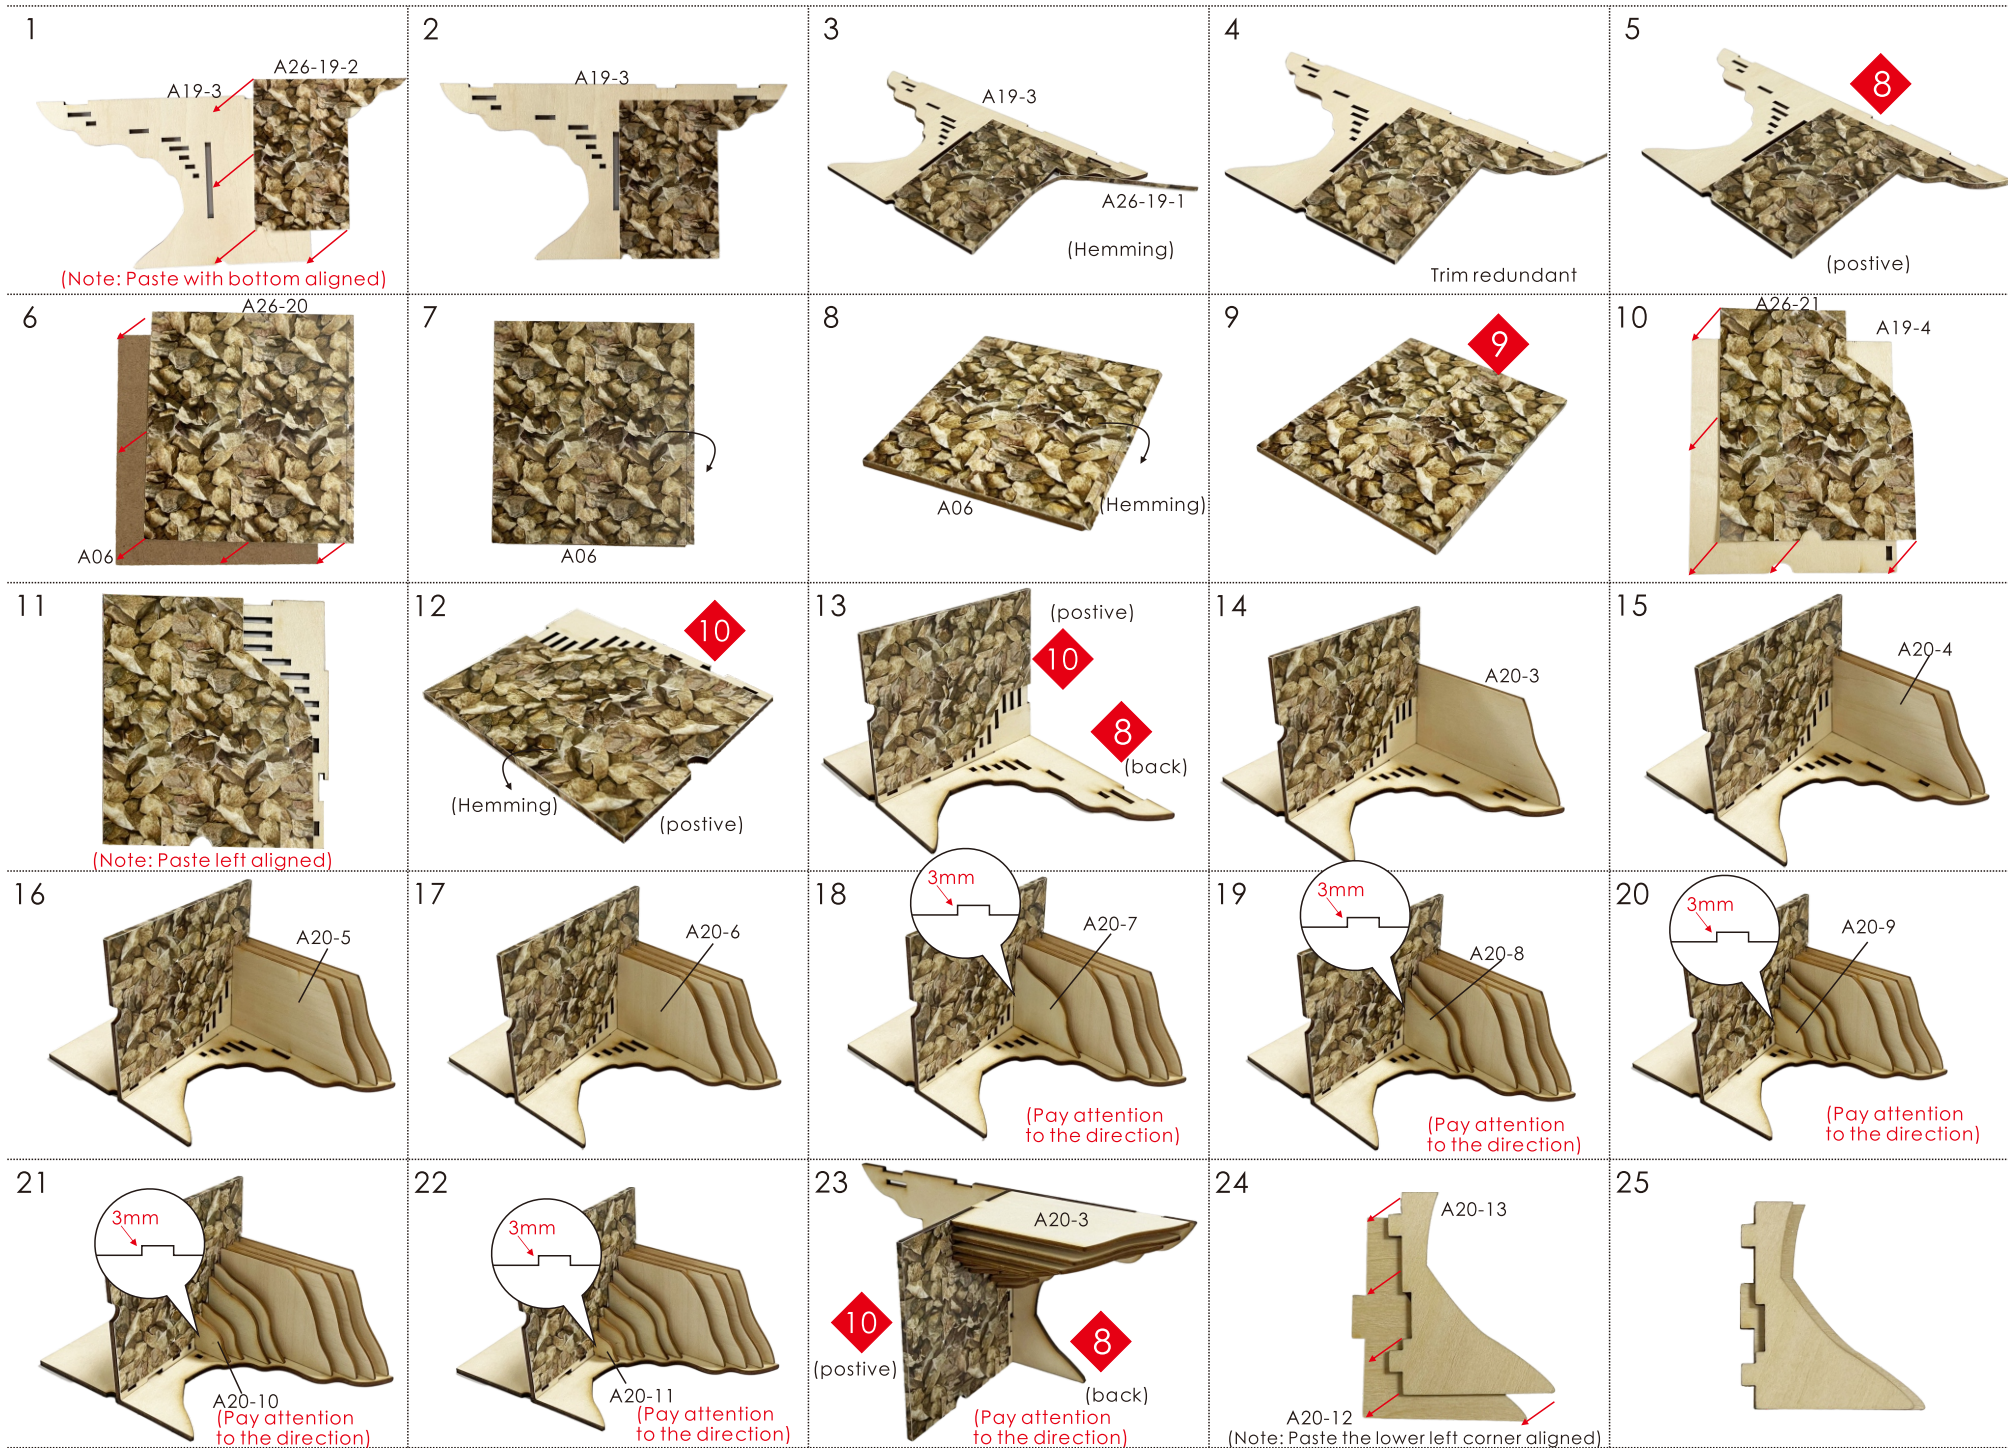 1
A26-19-2
A19-3
(Note: Paste with bottom aligned)
2
A19-3
3
A19-3
A26-19-1
(Hemming)
4
Trim redundant
5
8
(postive)
6
A26-20
A06
7
A06
8
A06
(Hemming)
9
9
10
A26-21
A19-4
11
(Note: Paste left aligned)
12
10
(Hemming)
(postive)
13
(postive)
10
8
(back)
14
A20-3
15
A20-4
16
A20-5
17
A20-6
18
3mm
A20-7
(Pay attention
to the direction)
19
3mm
A20-8
(Pay attention
to the direction)
20
3mm
A20-9
(Pay attention
to the direction)
21
3mm
A20-10
(Pay attention
to the direction)
22
3mm
A20-11
(Pay attention
to the direction)
23
A20-3
10
(postive)
8
(back)
(Pay attention
to the direction)
24
A20-13
A20-12
(Note: Paste the lower left corner aligned)
25